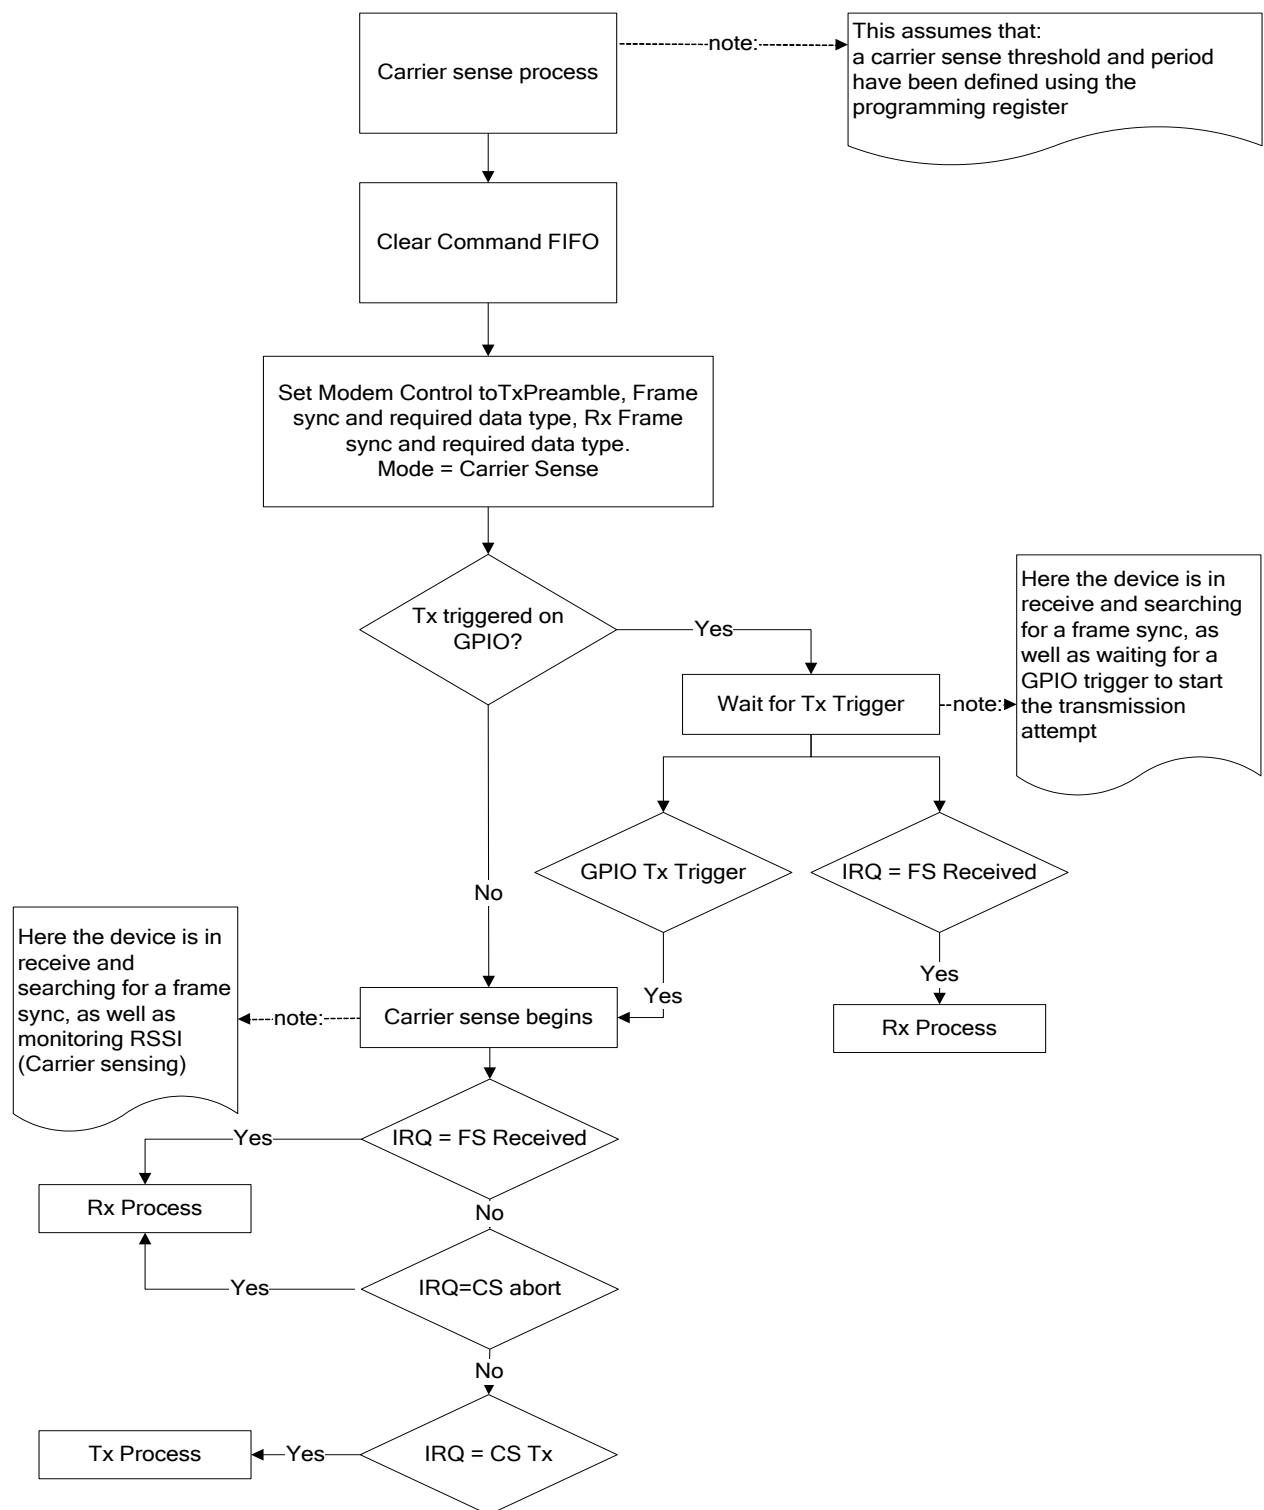 Carrier sense process
note:
This assumes that:
a carrier sense threshold and period
have been defined using the
programming register
Clear Command FIFO
Set Modem Control toTxPreamble, Frame
sync and required data type, Rx Frame
sync and required data type.
Mode = Carrier Sense
Tx triggered on
GPIO?
Yes
Wait for Tx Trigger
note:
Here the device is in
receive and searching
for a frame sync, as
well as waiting for a
GPIO trigger to start
the transmission
attempt
GPIO Tx Trigger
IRQ = FS Received
No
Yes
Yes
Rx Process
Here the device is in
receive and
searching for a frame
sync, as well as
monitoring RSSI
(Carrier sensing)
note:
Carrier sense begins
IRQ = FS Received
Yes
Rx Process
No
IRQ=CS abort
Yes
No
IRQ = CS Tx
Yes
Tx Process